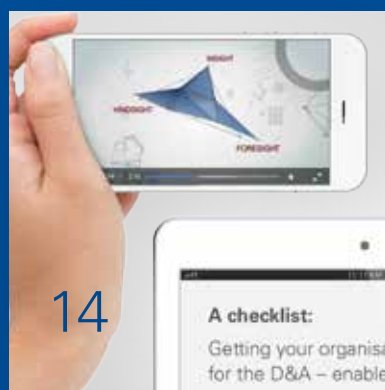 INSIGHT
HINDSIGHT
FORESIGHT
14
A checklist:
Getting your organisa
for the D&A – enable